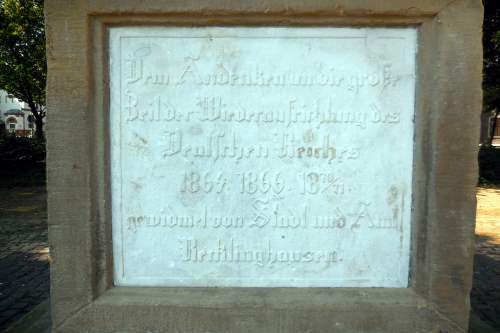 Dem Andenken an die große
Zeit der Wiederaufrichtung des
Deutschen Reiches
1864. 1866. 1870/71.
gewidmet von Stadt und Amt
Recklinghausen.